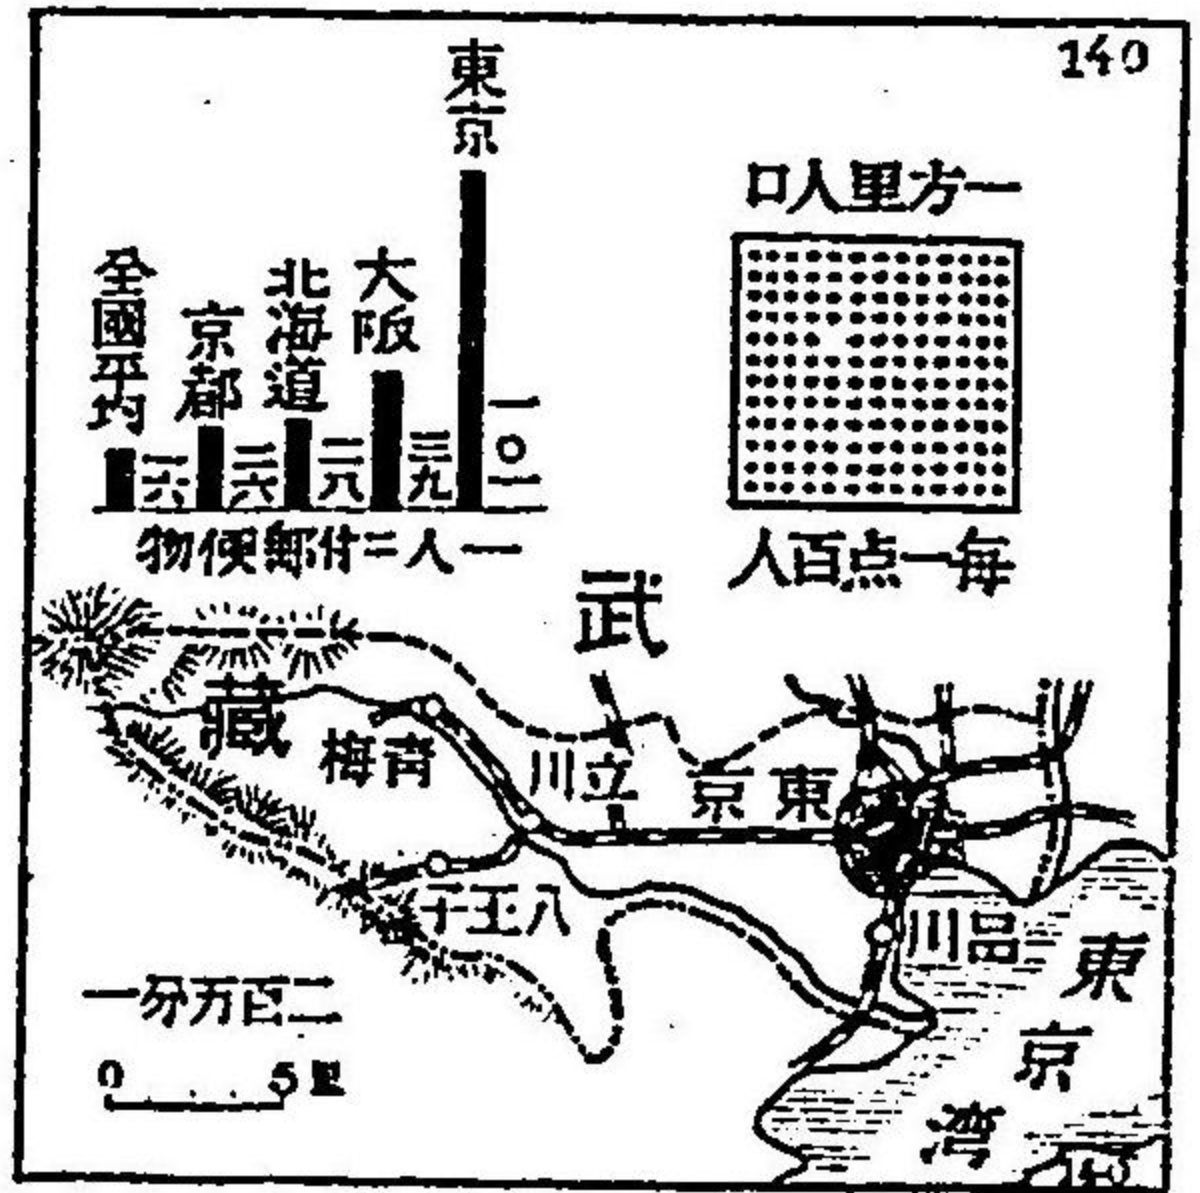 140
東京
大阪
北海道
京都
全國平均
一〇一
三九
二八
二六
一六
一人ニ付郵便物
一方里人口
毎一点百人
武
藏
青梅
立川
東京
八王子
品川
東京湾
二百万分一
0 5里
140